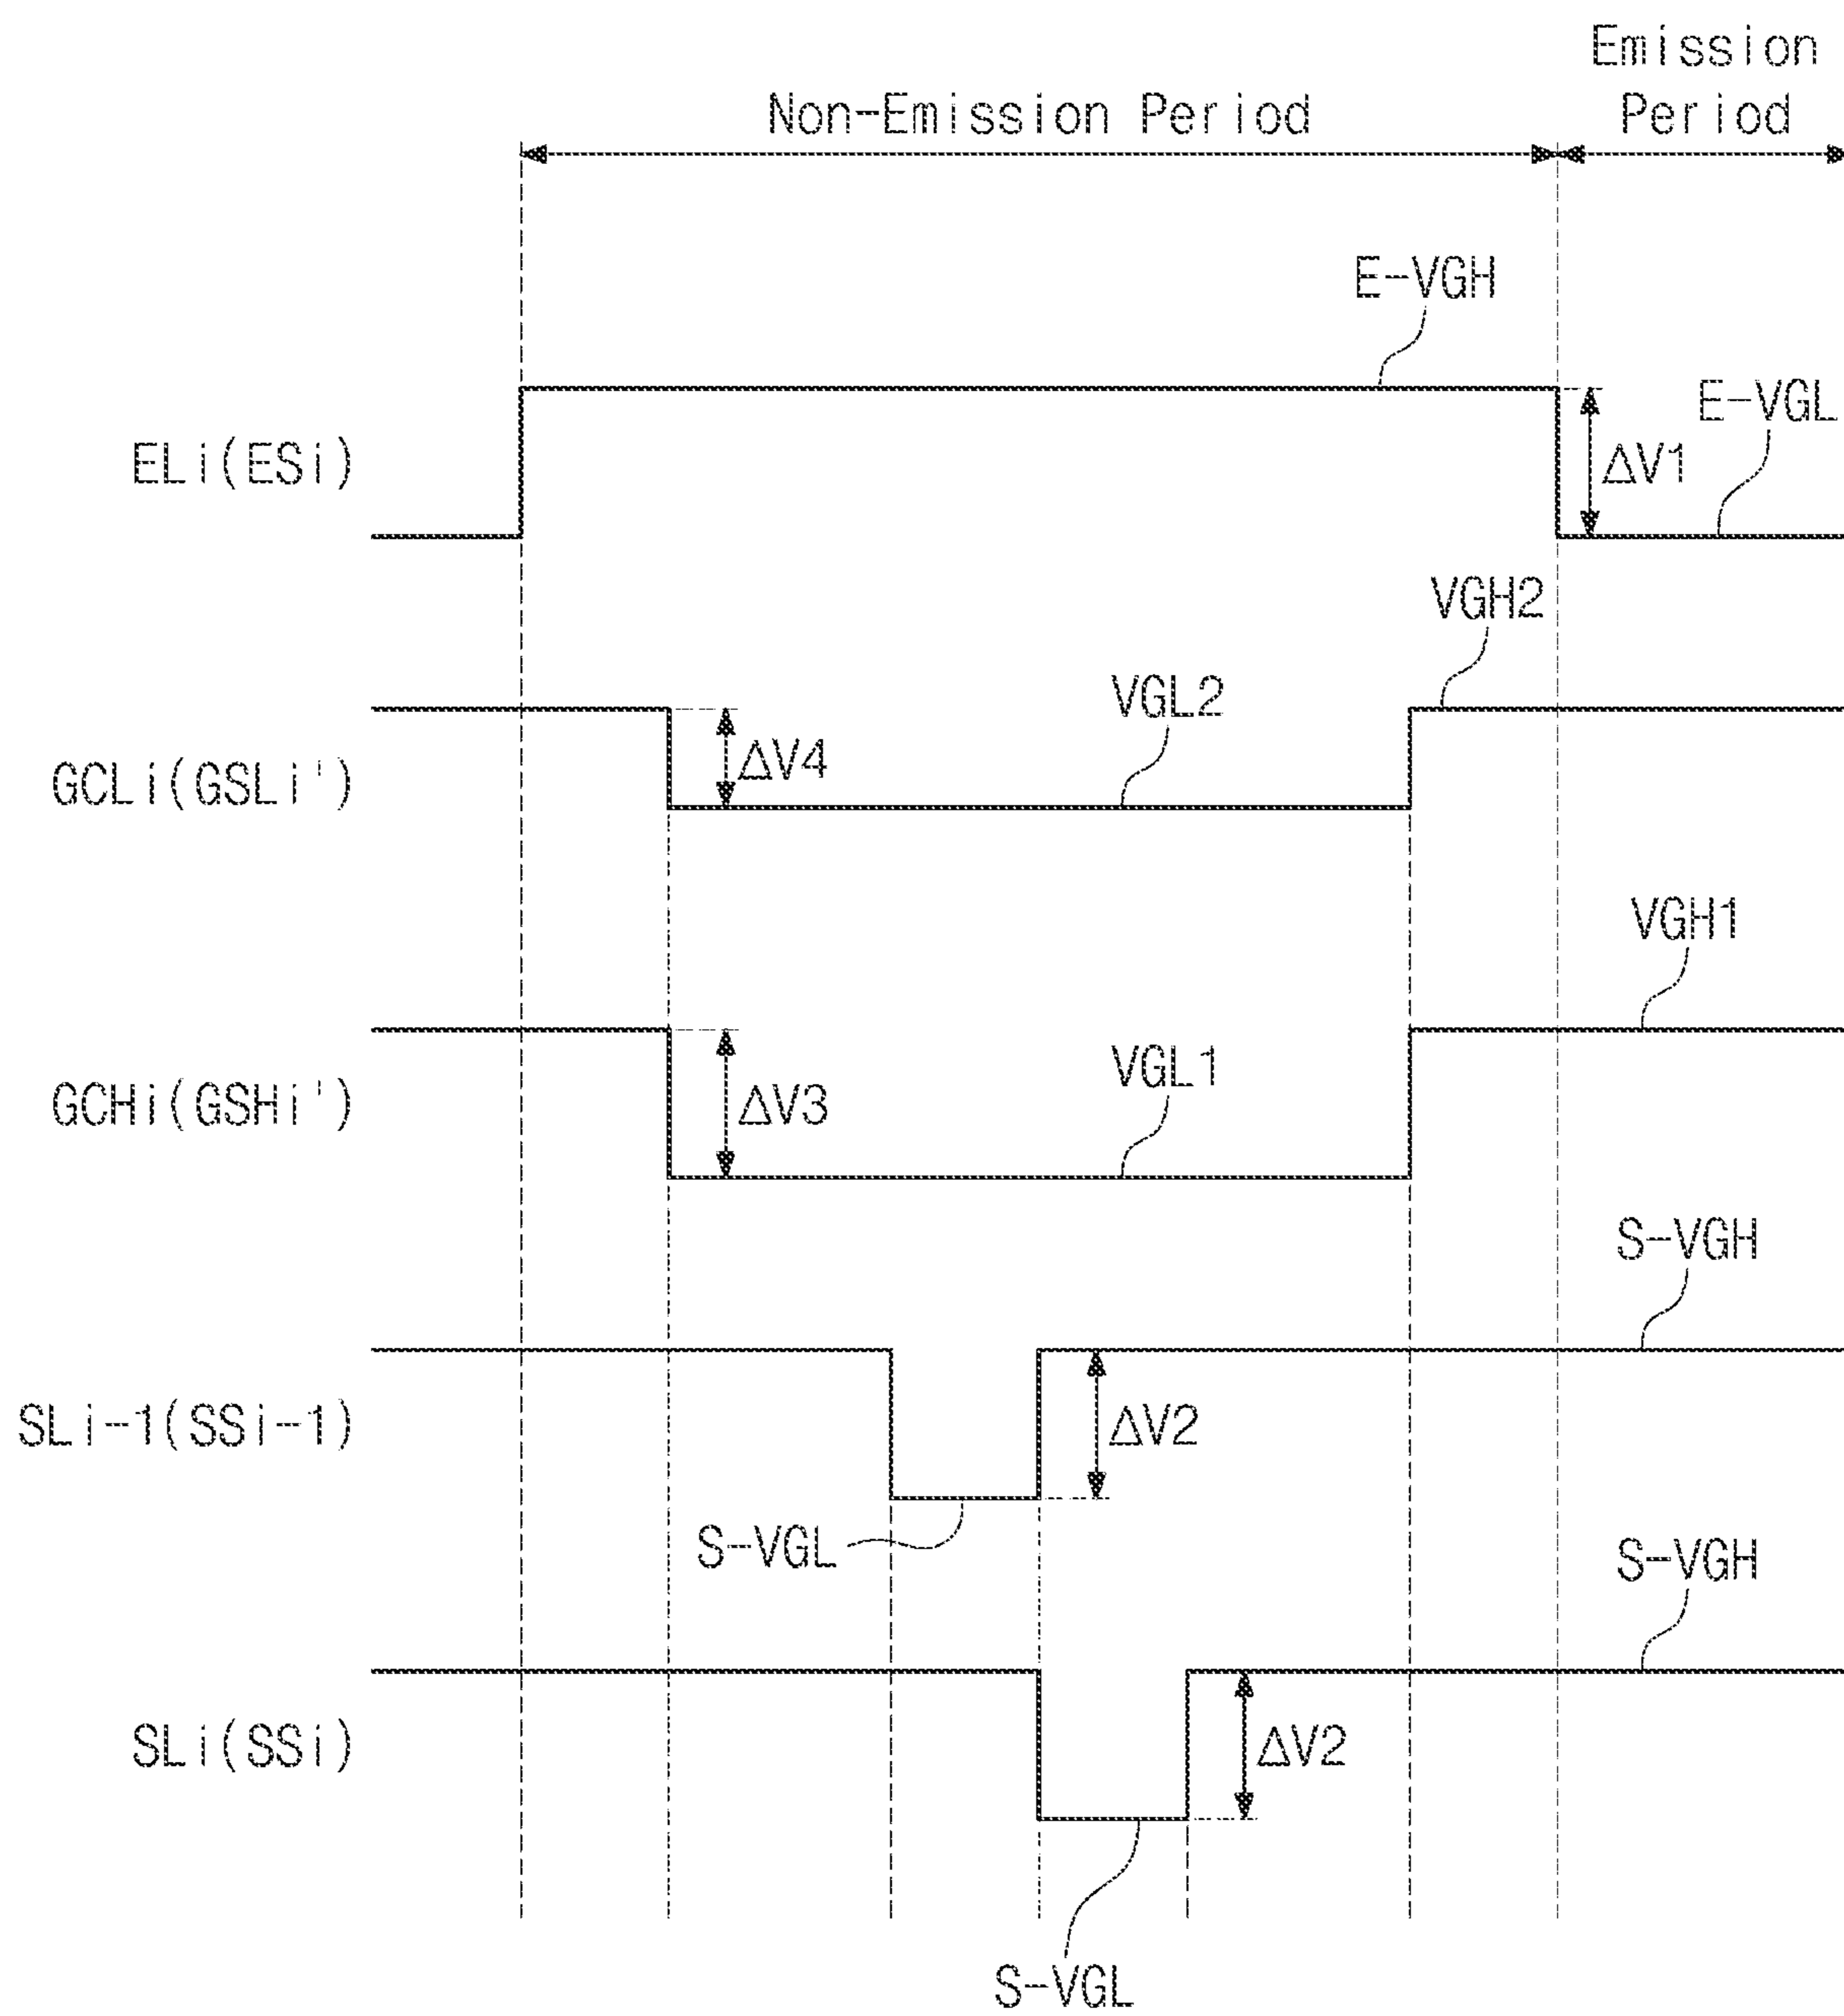 Emission
Non-Emission Period
Period
E-VGH
E-VGL
ELi(ESi)
ΔV1
VGH2
VGL2
GCLi(GSLi')
ΔV4
VGH1
VGL1
GCHi(GSHi')
ΔV3
S-VGH
SLi-1(SSi-1)
ΔV2
S-VGL
S-VGH
SLi(SSi)
ΔV2
S-VGL